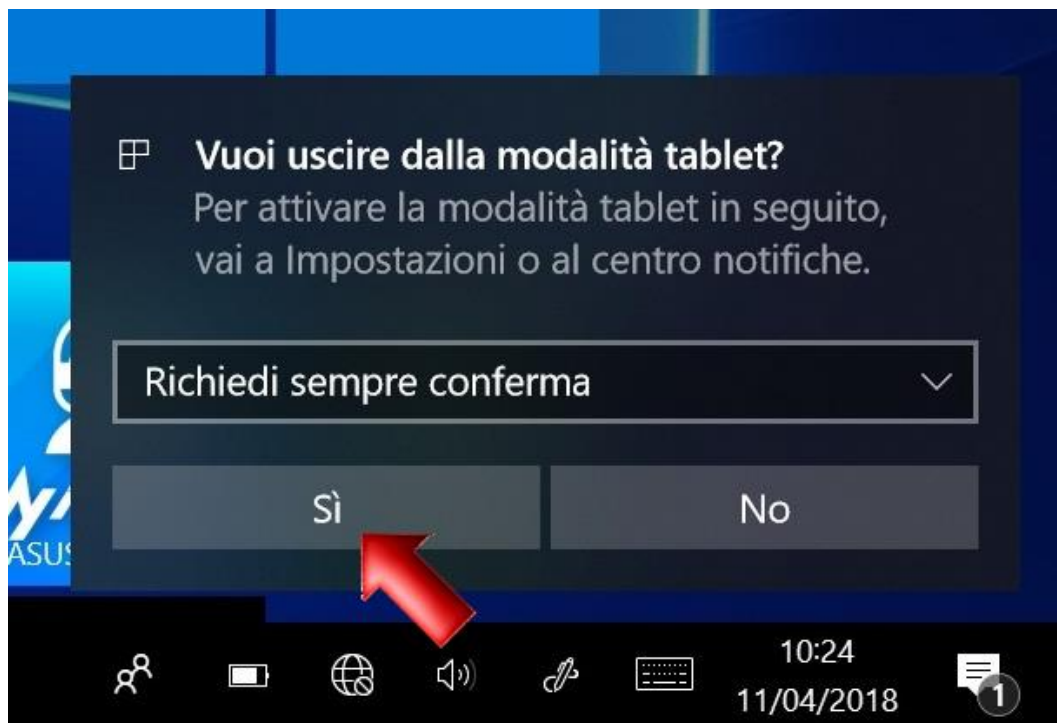 Vuoi uscire dalla modalità tablet?
Per attivare la modalità tablet in seguito,
vai a Impostazioni o al centro notifiche.
Richiedi sempre conferma
Sì
No
ASUS
10:24
11/04/2018
1